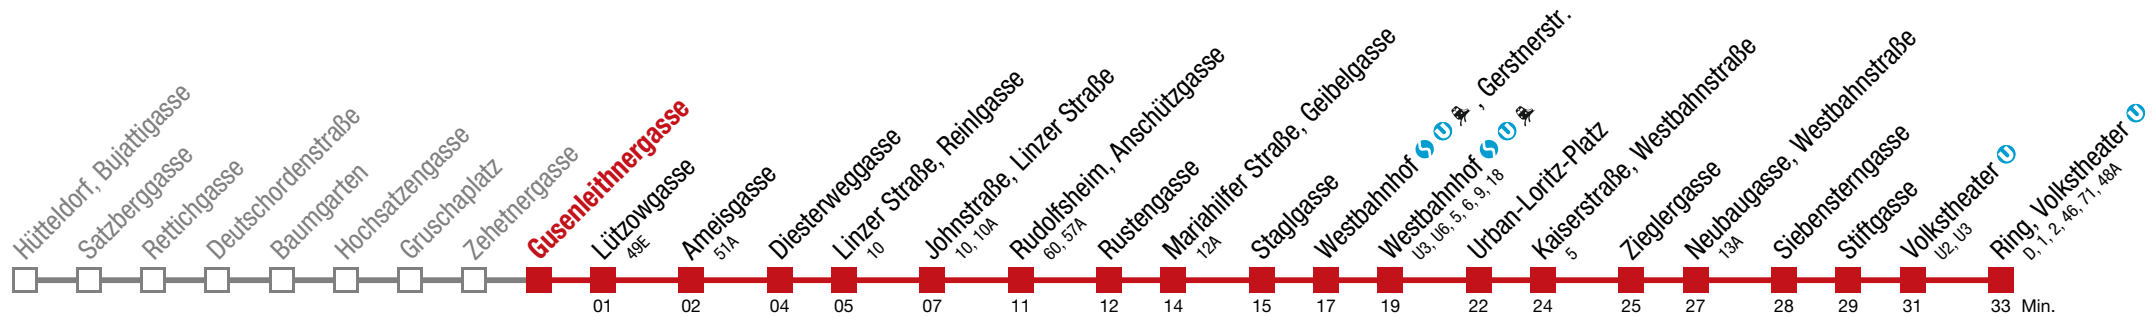 Hütteldorf, Bujattigasse
Satzberggasse
Rettichgasse
Deutschordenstraße
Baumgarten
Hochsatzengasse
Gruschaplatz
Zehetnergasse
Gusenleithnergasse
Lützowgasse
49E
Ameisgasse
51A
Diesterweggasse
Linzer Straße, Reinlgasse
10
Johnstraße, Linzer Straße
10, 10A
Rudolfsheim, Anschützgasse
60, 57A
Rustengasse
Mariahilfer Straße, Geibelgasse
12A
Staglgasse
Westbahnhof S U , Gerstnerstr.
Westbahnhof S U
U3, U6, 5, 6, 9, 18
Urban-Loritz-Platz
Kaiserstraße, Westbahnstraße
5
Zieglergasse
Neubaugasse, Westbahnstraße
13A
Siebensterngasse
Stiftgasse
Volkstheater U
U2, U3
Ring, Volkstheater U
D, 1, 2, 46, 71, 48A
01 02 04 05 07 11 12 14 15 17 19 22 24 25 27 28 29 31 33 Min.